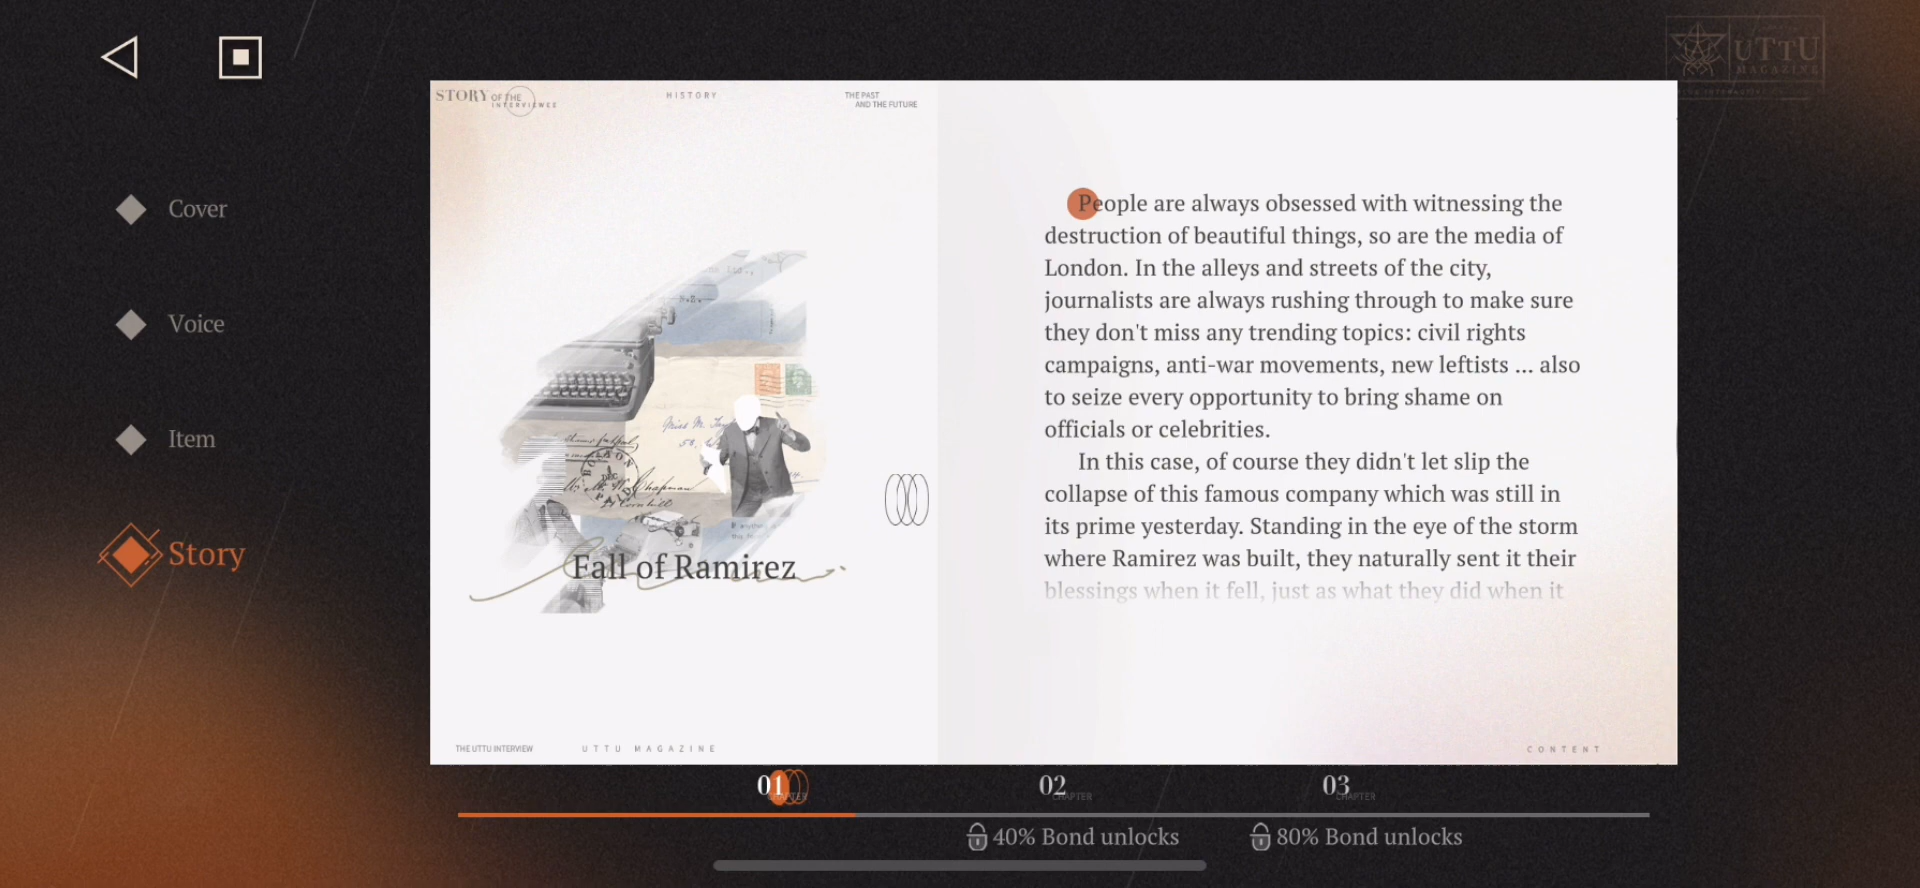 UTTU
MAGAZINE
Cover
Voice
Item
Story
STORY OF THE
INTERVIEWEE
HISTORY
THE PAST
AND THE FUTURE
Fall of Ramirez
THE UTTU INTERVIEW
UTTU MAGAZINE
People are always obsessed with witnessing the
destruction of beautiful things, so are the media of
London. In the alleys and streets of the city,
journalists are always rushing through to make sure
they don't miss any trending topics: civil rights
campaigns, anti-war movements, new leftists ... also
to seize every opportunity to bring shame on
officials or celebrities.
In this case, of course they didn't let slip the
collapse of this famous company which was still in
its prime yesterday. Standing in the eye of the storm
where Ramirez was built, they naturally sent it their
blessings when it fell, just as what they did when it
CONTENT
01
CHAPTER
02
CHAPTER
03
CHAPTER
40% Bond unlocks
80% Bond unlocks